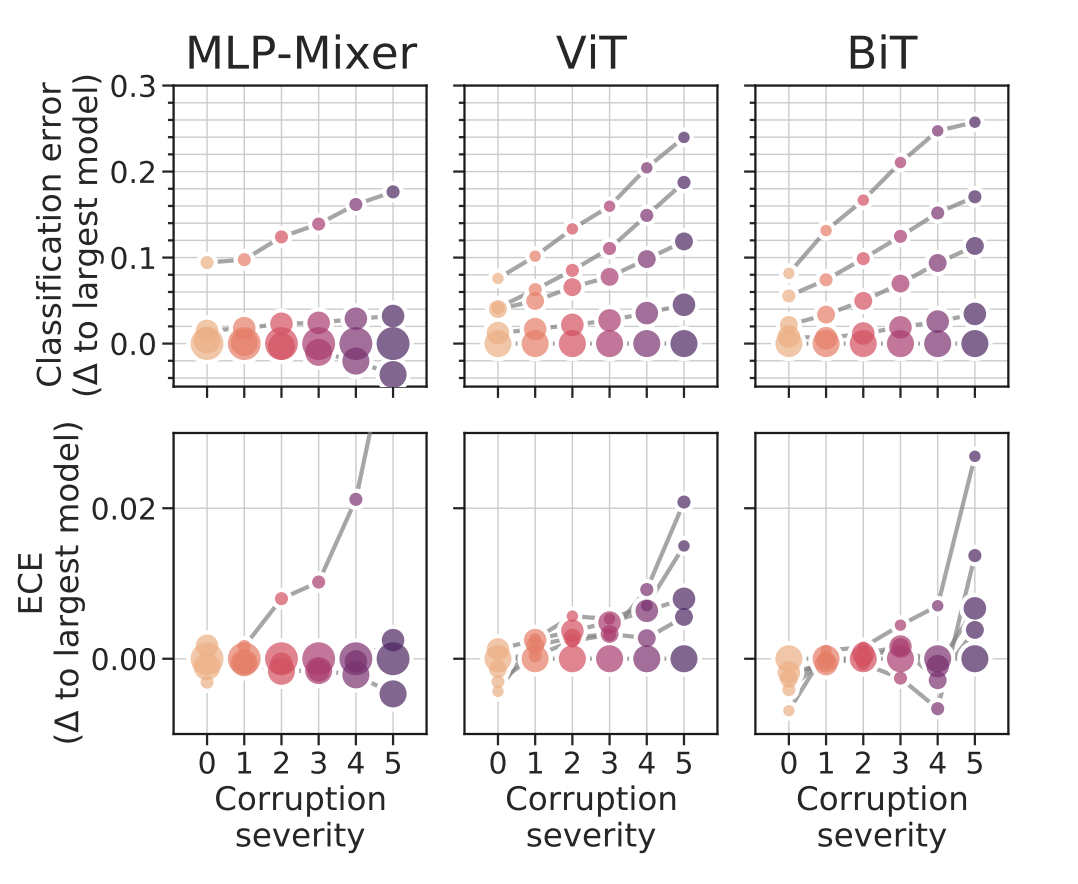 MLP-Mixer
ViT
BiT
Classification error
(Δ to largest model)
0.3
0.2
0.1
0.0
ECE
(Δ to largest model)
0.02
0.00
0 1 2 3 4 5
0 1 2 3 4 5
0 1 2 3 4 5
Corruption
severity
Corruption
severity
Corruption
severity